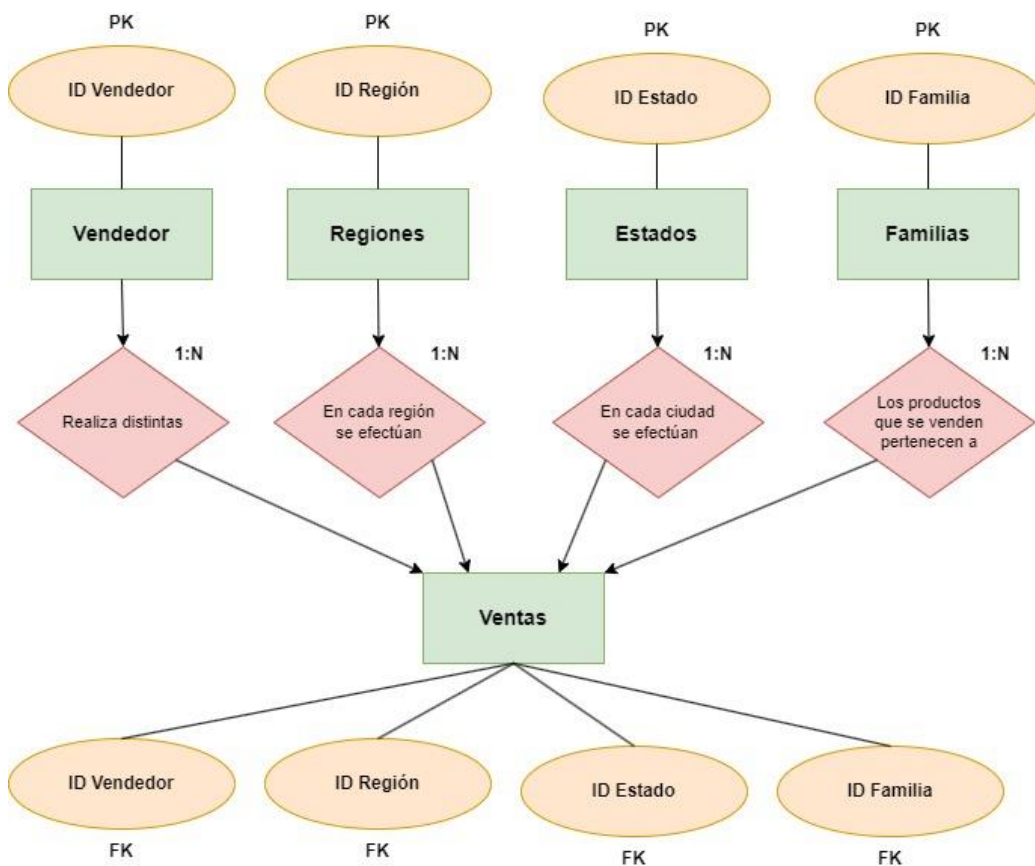 PK
PK
PK
PK
ID Vendedor
ID Región
ID Estado
ID Familia
Vendedor
Regiones
Estados
Familias
1:N
1:N
1:N
1:N
Realiza distintas
En cada región
se efectúan
En cada ciudad
se efectúan
Los productos
que se venden
pertenecen a
Ventas
ID Vendedor
ID Región
ID Estado
ID Familia
FK
FK
FK
FK